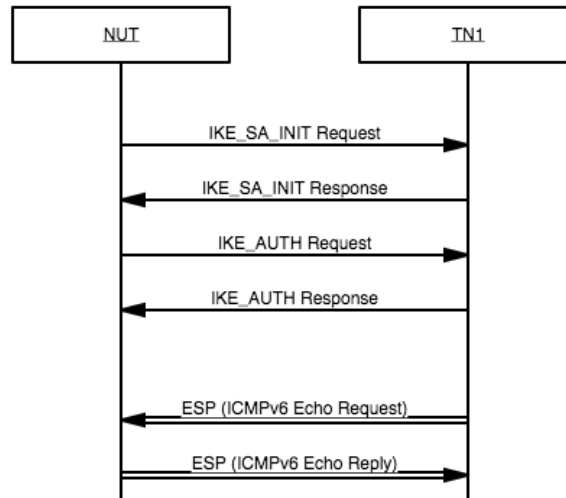 NUT
TN1
IKE_SA_INIT Request
IKE_SA_INIT Response
IKE_AUTH Request
IKE_AUTH Response
ESP (ICMPv6 Echo Request)
ESP (ICMPv6 Echo Reply)